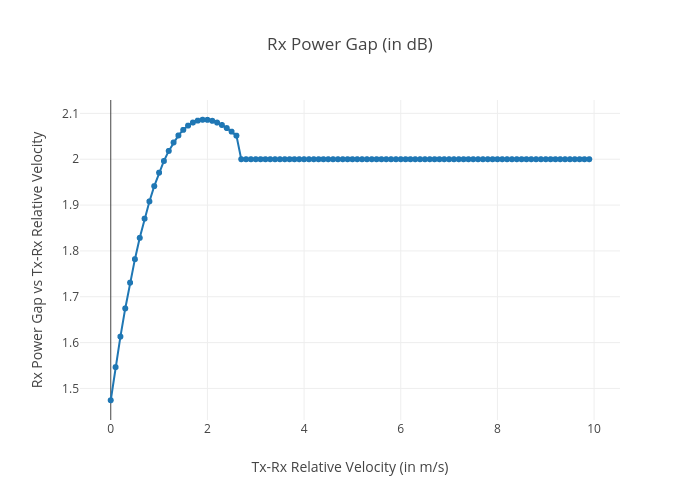 Rx Power Gap (in dB)
Rx Power Gap vs Tx-Rx Relative Velocity
2.1
2
1.9
1.8
1.7
1.6
1.5
0 2 4 6 8 10
Tx-Rx Relative Velocity (in m/s)